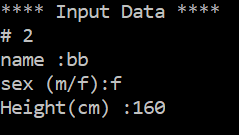 **** Input Data ****
# 2
name :bb
sex (m/f):f
Height(cm) :160